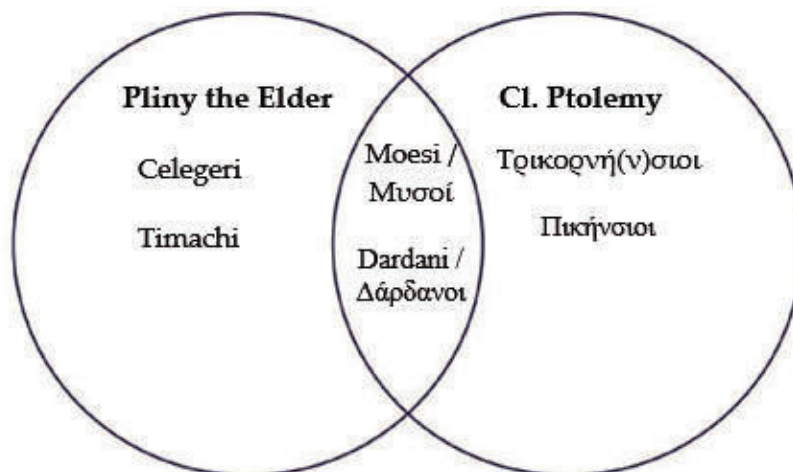 Pliny the Elder
Celegeri
Timachi
Moesi /
Μυσοί
Dardani /
Δάρδανοι
Cl. Ptolemy
Τρικορνή(ν)σιοι
Πικήνσιοι